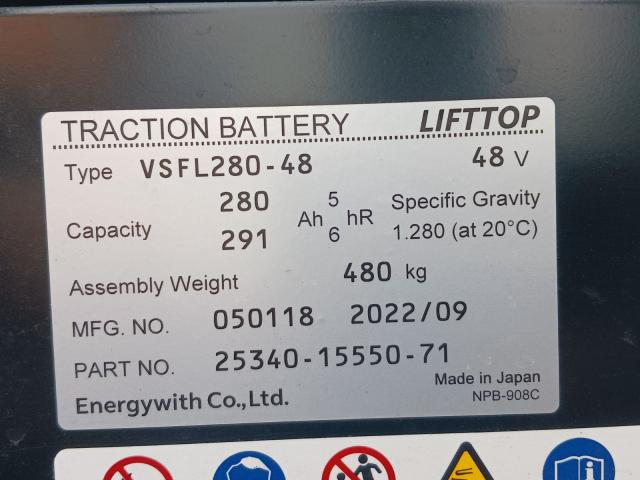 TRACTION BATTERY LIFTTOP
Type VSFL280-48 48 V
Capacity 280 Ah 5 hR Specific Gravity
291 6 1.280 (at 20°C)
Assembly Weight 480 kg
MFG. NO. 050118 2022/09
PART NO. 25340-15550-71
Energywith Co.,Ltd. Made in Japan
NPB-908C